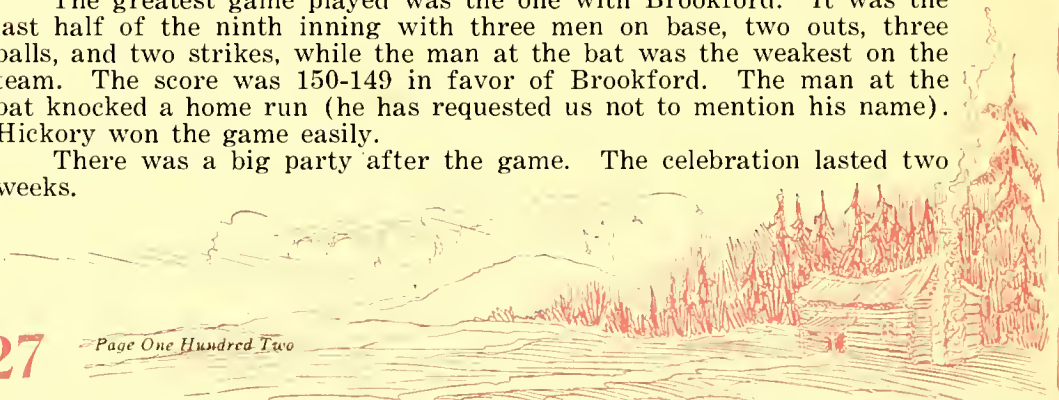 The greatest game played was the one with Brookford. It was the
last half of the ninth inning with three men on base, two outs, three
balls, and two strikes, while the man at the bat was the weakest on the
team. The score was 150-149 in favor of Brookford. The man at the
bat knocked a home run (he has requested us not to mention his name).
Hickory won the game easily.
There was a big party after the game. The celebration lasted two
weeks.
27
Page One Hundred Two